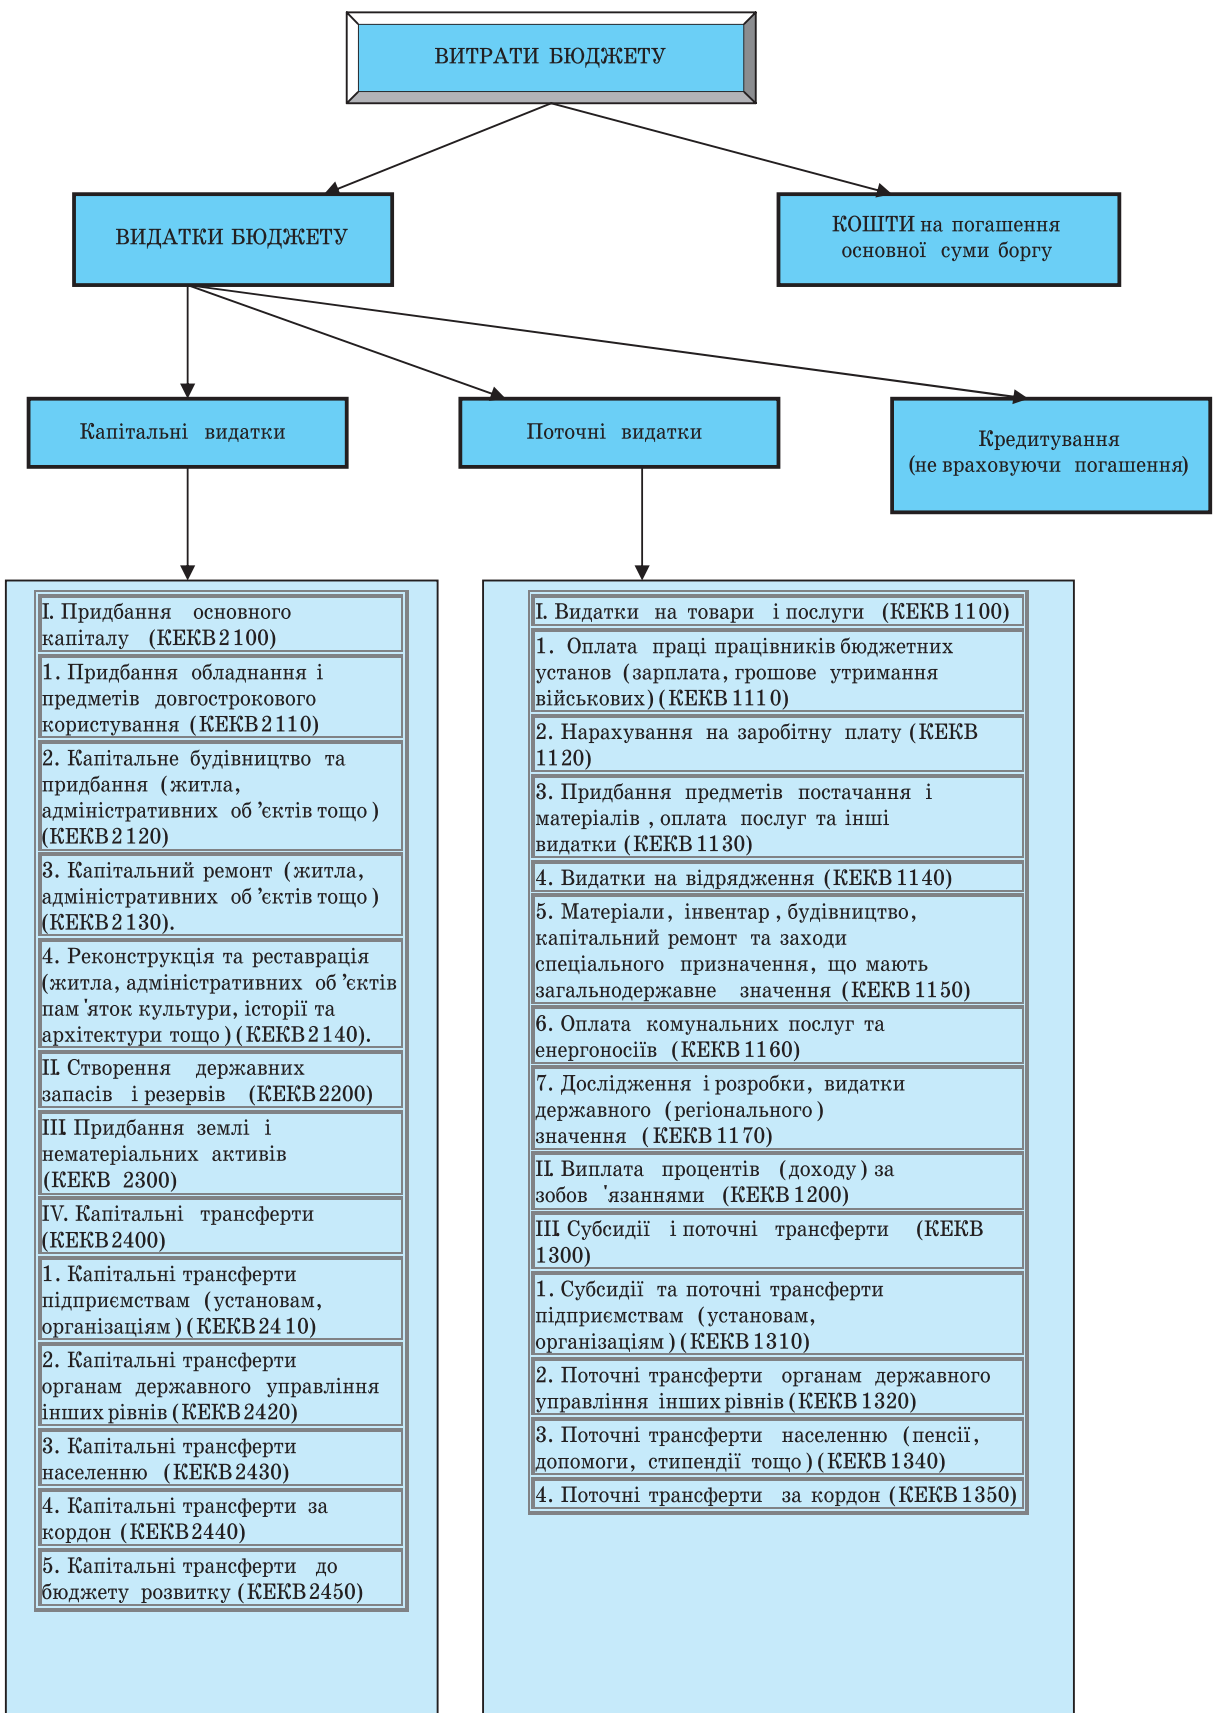 ВИТРАТИ БЮДЖЕТУ
ВИДАТКИ БЮДЖЕТУ
КОШТИ на погашення
основної суми боргу
Капітальні видатки
Поточні видатки
Кредитування
(не враховуючи погашення)
I. Придбання основного
капіталу (КЕКВ 2100)
1. Придбання обладнання і
предметів довгострокового
користування (КЕКВ 2110)
2. Капітальне будівництво та
придбання (житла,
адміністративних об'єктів тощо)
(КЕКВ 2120)
3. Капітальний ремонт (житла,
адміністративних об'єктів тощо)
(КЕКВ 2130).
4. Реконструкція та реставрація
(житла, адміністративних об'єктів
пам'яток культури, історії та
архітектури тощо) (КЕКВ 2140).
II. Створення державних
запасів і резервів (КЕКВ 2200)
III. Придбання землі і
нематеріальних активів
(КЕКВ 2300)
IV. Капітальні трансферти
(КЕКВ 2400)
1. Капітальні трансферти
підприємствам (установам,
організаціям) (КЕКВ 2410)
2. Капітальні трансферти
органам державного управління
інших рівнів (КЕКВ 2420)
3. Капітальні трансферти
населенню (КЕКВ 2430)
4. Капітальні трансферти за
кордон (КЕКВ 2440)
5. Капітальні трансферти до
бюджету розвитку (КЕКВ 2450)
I. Видатки на товари і послуги (КЕКВ 1100)
1. Оплата праці працівників бюджетних
установ (зарплата, грошове утримання
військових) (КЕКВ 1110)
2. Нарахування на заробітну плату (КЕКВ
1120)
3. Придбання предметів постачання і
матеріалів, оплата послуг та інші
видатки (КЕКВ 1130)
4. Видатки на відрядження (КЕКВ 1140)
5. Матеріали, інвентар, будівництво,
капітальний ремонт та заходи
спеціального призначення, що мають
загальнодержавне значення (КЕКВ 1150)
6. Оплата комунальних послуг та
енергоносіїв (КЕКВ 1160)
7. Дослідження і розробки, видатки
державного (регіонального)
значення (КЕКВ 1170)
II. Виплата процентів (доходу) за
зобов'язаннями (КЕКВ 1200)
III. Субсидії і поточні трансферти (КЕКВ
1300)
1. Субсидії та поточні трансферти
підприємствам (установам,
організаціям) (КЕКВ 1310)
2. Поточні трансферти органам державного
управління інших рівнів (КЕКВ 1320)
3. Поточні трансферти населенню (пенсії,
допомоги, стипендії тощо) (КЕКВ 1340)
4. Поточні трансферти за кордон (КЕКВ 1350)